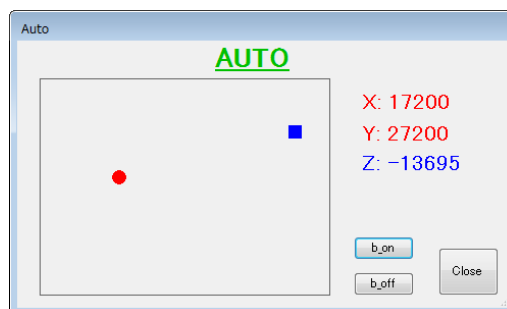 Auto
AUTO
X: 17200
Y: 27200
Z: -13695
b_on
b_off
Close